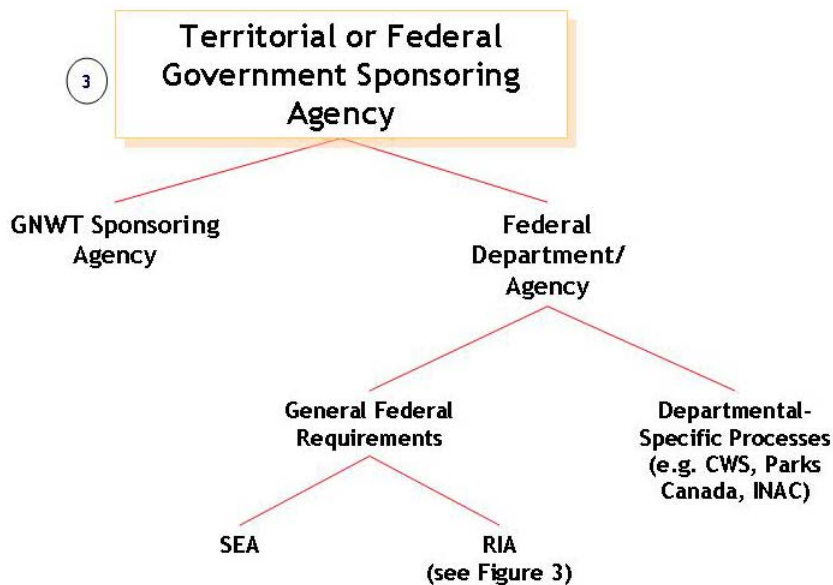 Territorial or Federal
Government Sponsoring
Agency
3
GNWT Sponsoring
Agency
Federal
Department/
Agency
General Federal
Requirements
Departmental-
Specific Processes
(e.g. CWS, Parks
Canada, INAC)
SEA
RIA
(see Figure 3)